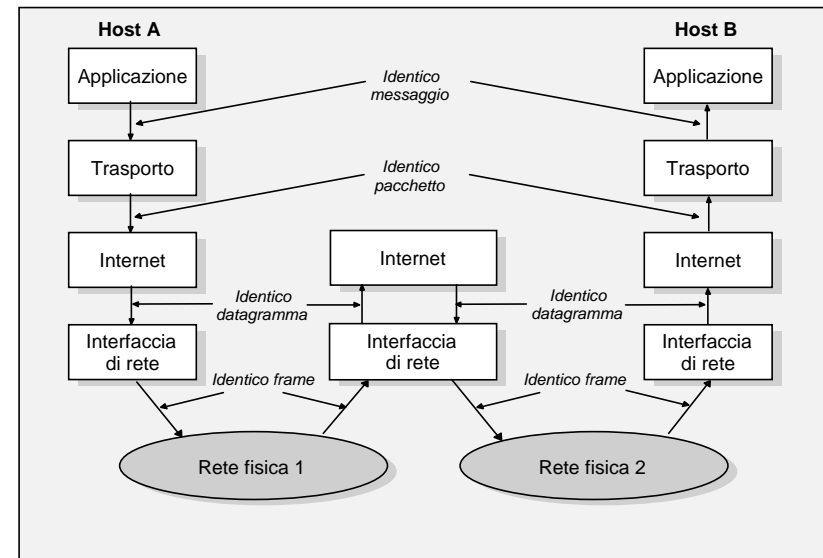 Host A
Host B
Applicazione
Identico
messaggio
Applicazione
Trasporto
Identico
pacchetto
Trasporto
Internet
Internet
Internet
Identico
datagramma
Identico
datagramma
Interfaccia
di rete
Interfaccia
di rete
Interfaccia
di rete
Identico frame
Identico frame
Rete fisica 1
Rete fisica 2